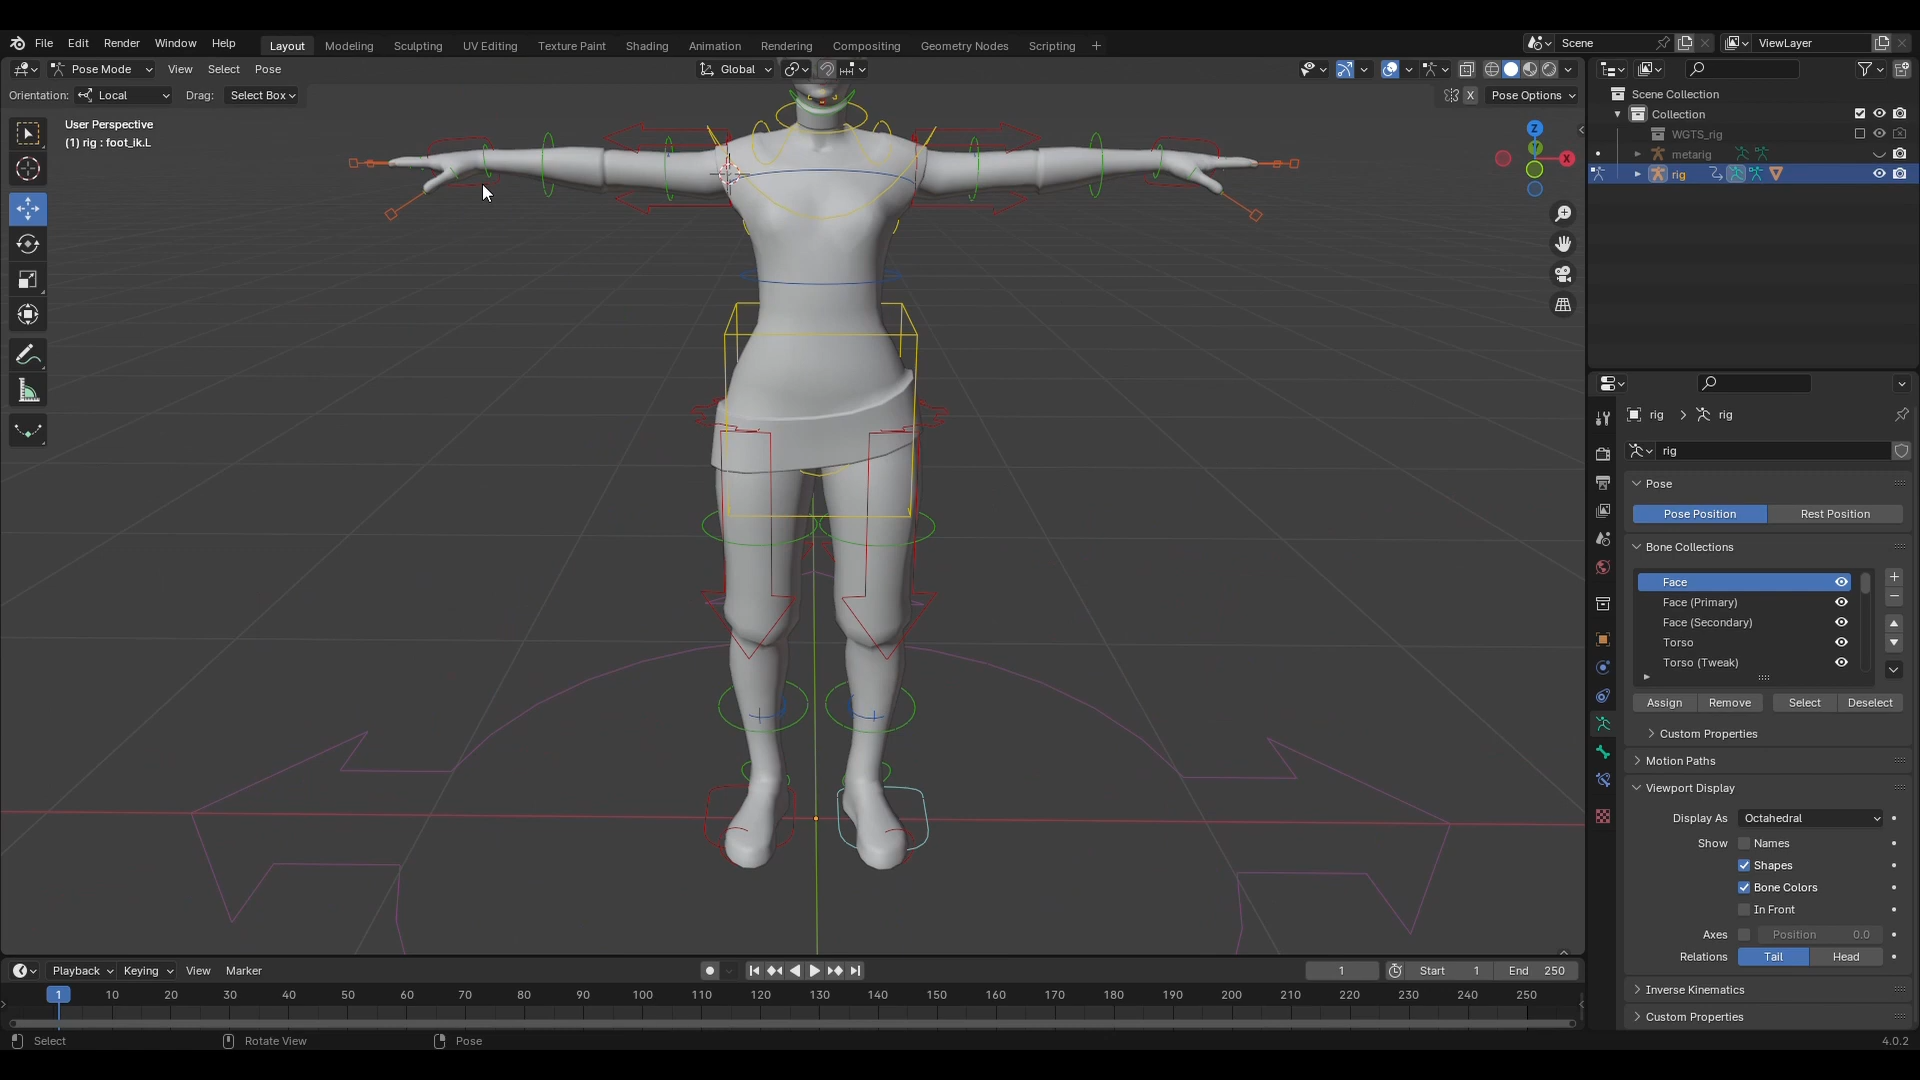 File Edit Render Window Help Layout Modeling Sculpting UV Editing Texture Paint Shading Animation Rendering Compositing Geometry Nodes Scripting + Scene ViewLayer
Pose Mode View Select Pose Global
Orientation: Local Drag: Select Box X Pose Options
User Perspective
(1) rig : foot_ik.L
Z
X
Scene Collection
Collection
WGTS_rig
metarig
rig
rig > rig
rig
Pose
Pose Position Rest Position
Bone Collections
Face
Face (Primary)
Face (Secondary)
Torso
Torso (Tweak)
Assign Remove Select Deselect
Custom Properties
Motion Paths
Viewport Display
Display As Octahedral
Show Names
Shapes
Bone Colors
In Front
Axes Position 0.0
Relations Tail Head
Inverse Kinematics
Custom Properties
Playback Keying View Marker 1 Start 1 End 250
1 10 20 30 40 50 60 70 80 90 100 110 120 130 140 150 160 170 180 190 200 210 220 230 240 250
Select Rotate View Pose 4.0.2